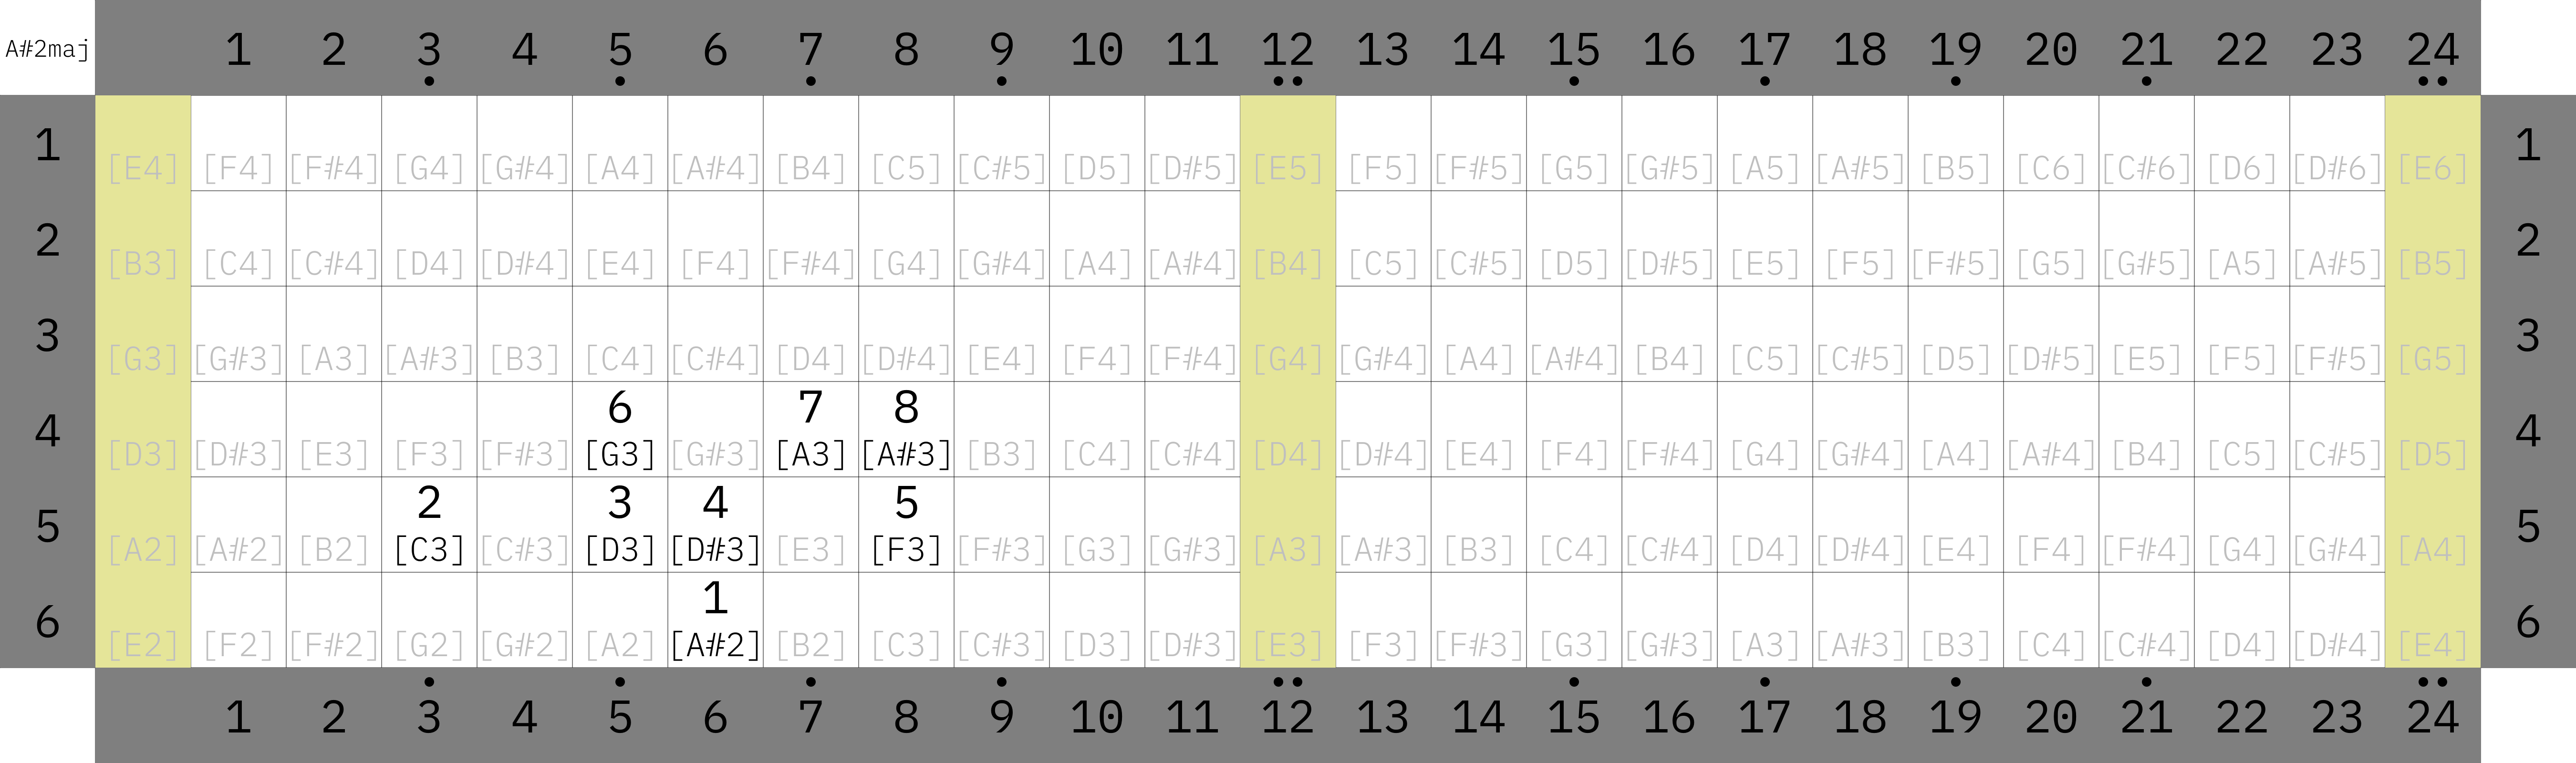 A#2maj 1 2 3 4 5 6 7 8 9 10 11 12 13 14 15 16 17 18 19 20 21 22 23 24
1 [E4] [F4] [F#4] [G4] [G#4] [A4] [A#4] [B4] [C5] [C#5] [D5] [D#5] [E5] [F5] [F#5] [G5] [G#5] [A5] [A#5] [B5] [C6] [C#6] [D6] [D#6] [E6] 1
2 [B3] [C4] [C#4] [D4] [D#4] [E4] [F4] [F#4] [G4] [G#4] [A4] [A#4] [B4] [C5] [C#5] [D5] [D#5] [E5] [F5] [F#5] [G5] [G#5] [A5] [A#5] [B5] 2
3 [G3] [G#3] [A3] [A#3] [B3] [C4] [C#4] [D4] [D#4] [E4] [F4] [F#4] [G4] [G#4] [A4] [A#4] [B4] [C5] [C#5] [D5] [D#5] [E5] [F5] [F#5] [G5] 3
6 7 8
4 [D3] [D#3] [E3] [F3] [F#3] [G3] [G#3] [A3] [A#3] [B3] [C4] [C#4] [D4] [D#4] [E4] [F4] [F#4] [G4] [G#4] [A4] [A#4] [B4] [C5] [C#5] [D5] 4
2 3 4 5
5 [A2] [A#2] [B2] [C3] [C#3] [D3] [D#3] [E3] [F3] [F#3] [G3] [G#3] [A3] [A#3] [B3] [C4] [C#4] [D4] [D#4] [E4] [F4] [F#4] [G4] [G#4] [A4] 5
1
6 [E2] [F2] [F#2] [G2] [G#2] [A2] [A#2] [B2] [C3] [C#3] [D3] [D#3] [E3] [F3] [F#3] [G3] [G#3] [A3] [A#3] [B3] [C4] [C#4] [D4] [D#4] [E4] 6
1 2 3 4 5 6 7 8 9 10 11 12 13 14 15 16 17 18 19 20 21 22 23 24